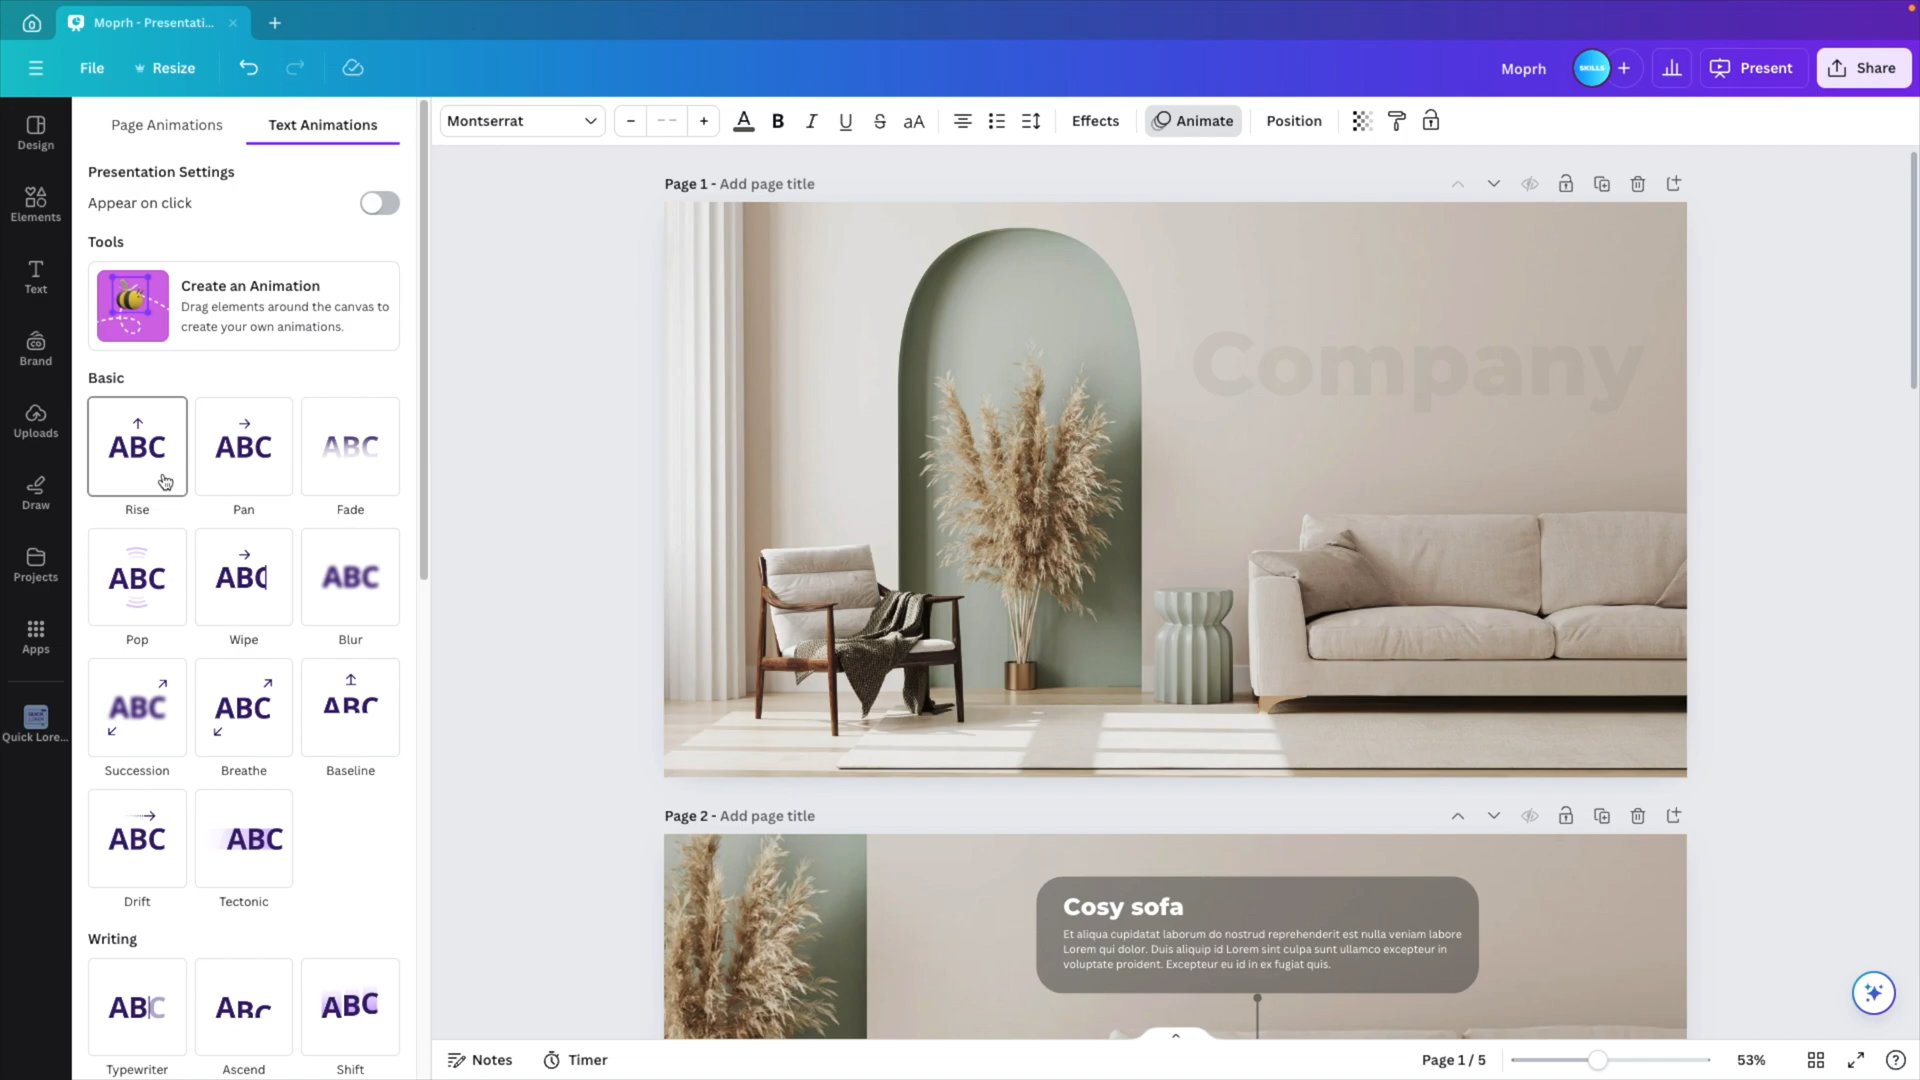 Moprh - Presentati...
File
Resize
Moprh
SKILLS
Present
Share
Design
Elements
Text
Brand
Uploads
Draw
Projects
Apps
Quick Lore...
Page Animations
Text Animations
Presentation Settings
Appear on click
Tools
Create an Animation
Drag elements around the canvas to
create your own animations.
Basic
ABC
ABC
ABC
Rise
Pan
Fade
ABC
ABC
ABC
Pop
Wipe
Blur
ABC
ABC
ABC
Succession
Breathe
Baseline
ABC
ABC
Drift
Tectonic
Writing
ABC
ABC
ABC
Typewriter
Ascend
Shift
Montserrat
- --+
A B I U S aA
Effects
Animate
Position
Page 1 - Add page title
Company
Page 2 - Add page title
Cosy sofa
Et aliqua cupidatat laborum do nostrud reprehenderit est nulla veniam labore
Lorem qui dolor. Duis aliquip id Lorem sint culpa sunt ullamco excepteur in
voluptate proident. Excepteur eu id in ex fugiat quis.
Notes
Timer
Page 1 / 5
53%